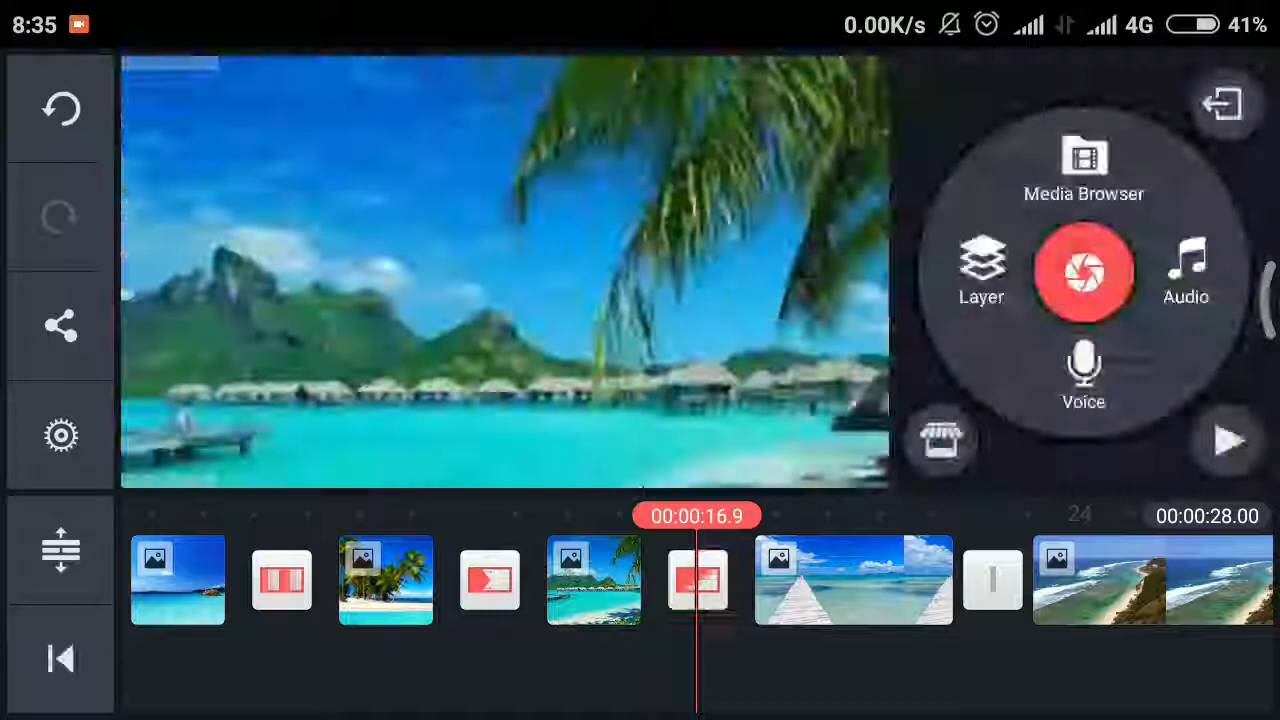 8:35
0.00K/s 4G 41%
Media Browser
Layer
Audio
Voice
00:00:16.9
24
00:00:28.00